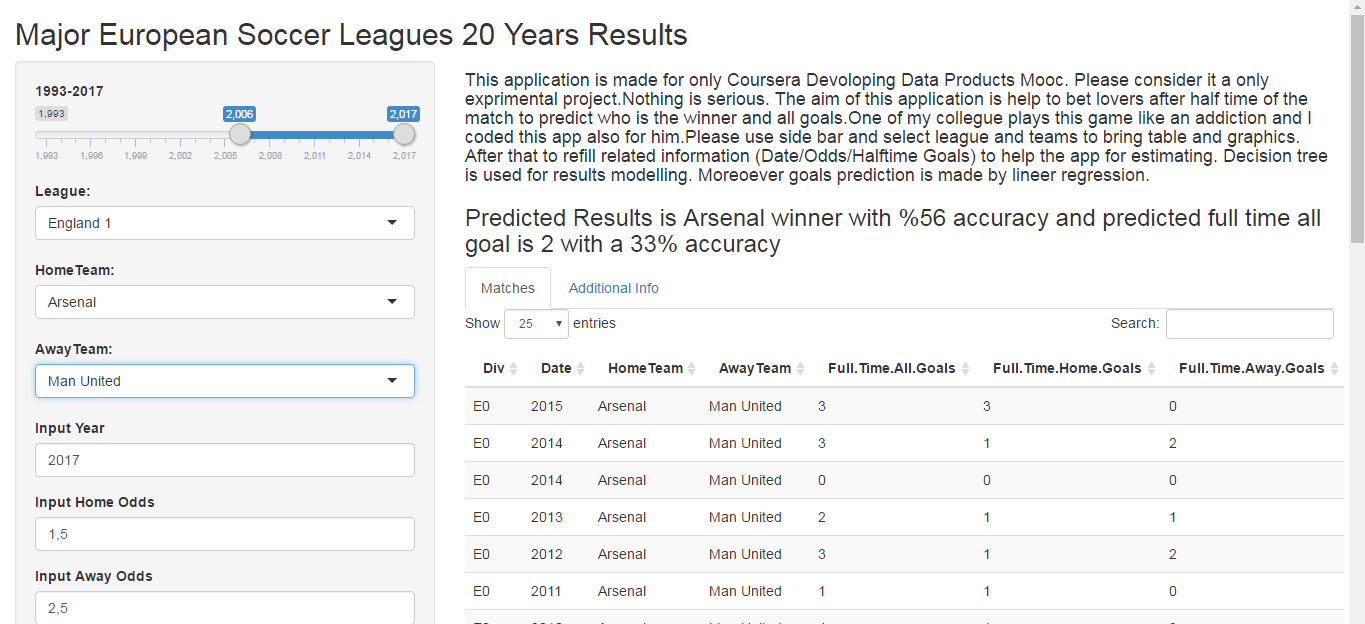 Major European Soccer Leagues 20 Years Results
1993-2017
1,993
2,006
2,017
1,993 1,996 1,999 2,002 2,005 2,008 2,011 2,014 2,017
League:
England 1
HomeTeam:
Arsenal
AwayTeam:
Man United
Input Year
2017
Input Home Odds
1,5
Input Away Odds
2,5
This application is made for only Coursera Devoloping Data Products Mooc. Please consider it a only
exprimental project.Nothing is serious. The aim of this application is help to bet lovers after half time of the
match to predict who is the winner and all goals.One of my collegue plays this game like an addiction and I
coded this app also for him.Please use side bar and select league and teams to bring table and graphics.
After that to refill related information (Date/Odds/Halftime Goals) to help the app for estimating. Decision tree
is used for results modelling. Moreoever goals prediction is made by lineer regression.
Predicted Results is Arsenal winner with %56 accuracy and predicted full time all
goal is 2 with a 33% accuracy
Matches Additional Info
Show 25 entries Search:
Div Date HomeTeam AwayTeam Full.Time.All.Goals Full.Time.Home.Goals Full.Time.Away.Goals
E0 2015 Arsenal Man United 3 3 0
E0 2014 Arsenal Man United 3 1 2
E0 2014 Arsenal Man United 0 0 0
E0 2013 Arsenal Man United 2 1 1
E0 2012 Arsenal Man United 3 1 2
E0 2011 Arsenal Man United 1 1 0